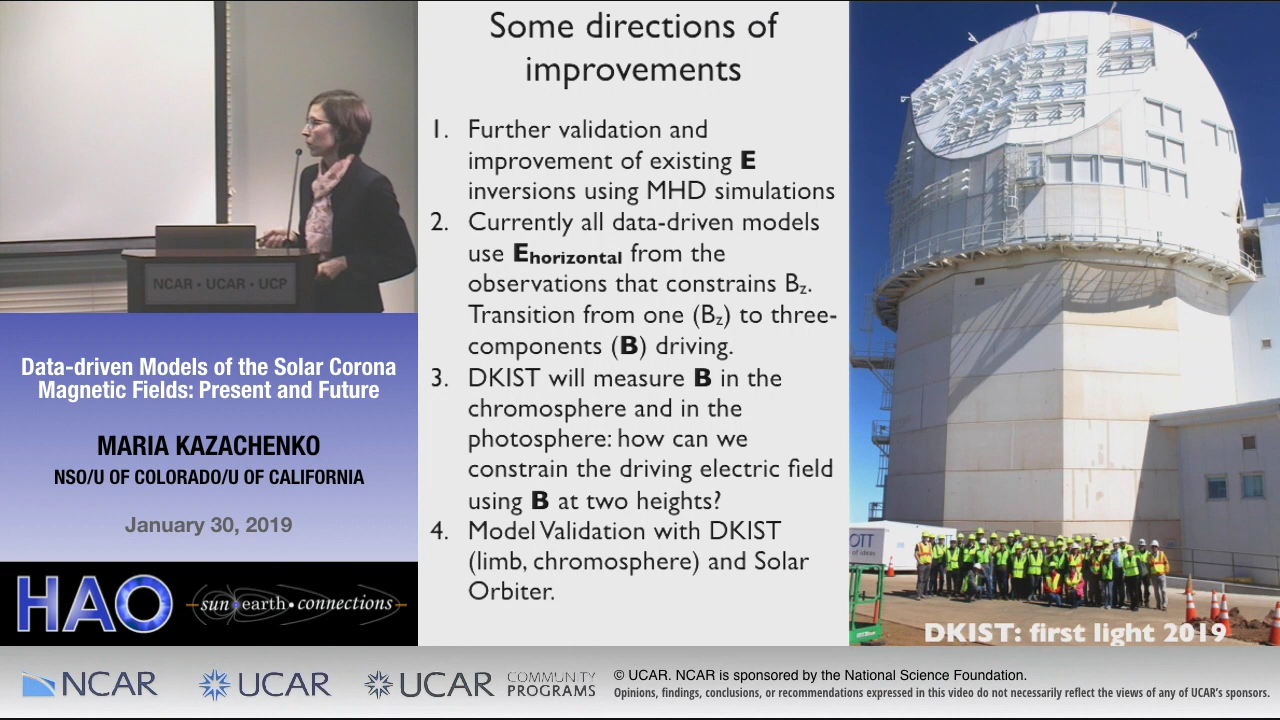 NCAR • UCAR • UCP
Data-driven Models of the Solar Corona
Magnetic Fields: Present and Future
MARIA KAZACHENKO
NSO/U OF COLORADO/U OF CALIFORNIA
January 30, 2019
HAO
sun•earth•connections
Some directions of
improvements
1. Further validation and
improvement of existing E
inversions using MHD simulations
2. Currently all data-driven models
use Ehorizontal from the
observations that constrains Bz.
Transition from one (Bz) to three-
components (B) driving.
3. DKIST will measure B in the
chromosphere and in the
photosphere: how can we
constrain the driving electric field
using B at two heights?
4. Model Validation with DKIST
(limb, chromosphere) and Solar
Orbiter.
OTT
of ideas
DKIST: first light 2019
NCAR
UCAR
UCAR
COMMUNITY
PROGRAMS
© UCAR. NCAR is sponsored by the National Science Foundation.
Opinions, findings, conclusions, or recommendations expressed in this video do not necessarily reflect the views of any of UCAR's sponsors.